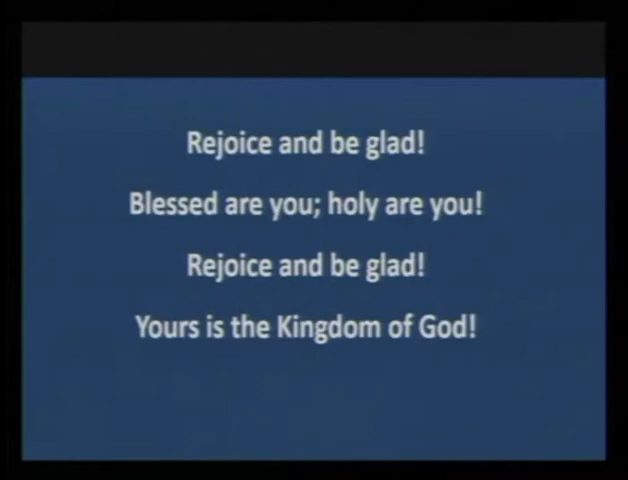 Rejoice and be glad!
Blessed are you; holy are you!
Rejoice and be glad!
Yours is the Kingdom of God!